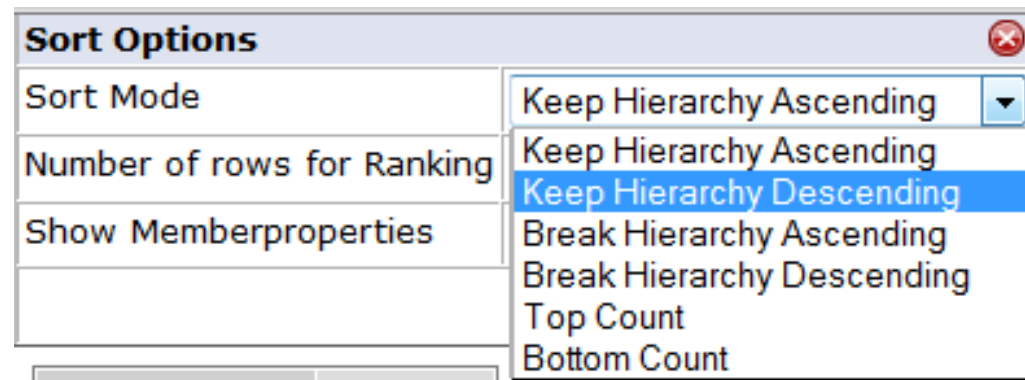 Sort Options
Sort Mode
Keep Hierarchy Ascending
Number of rows for Ranking
Show Memberproperties
Keep Hierarchy Ascending
Keep Hierarchy Descending
Break Hierarchy Ascending
Break Hierarchy Descending
Top Count
Bottom Count